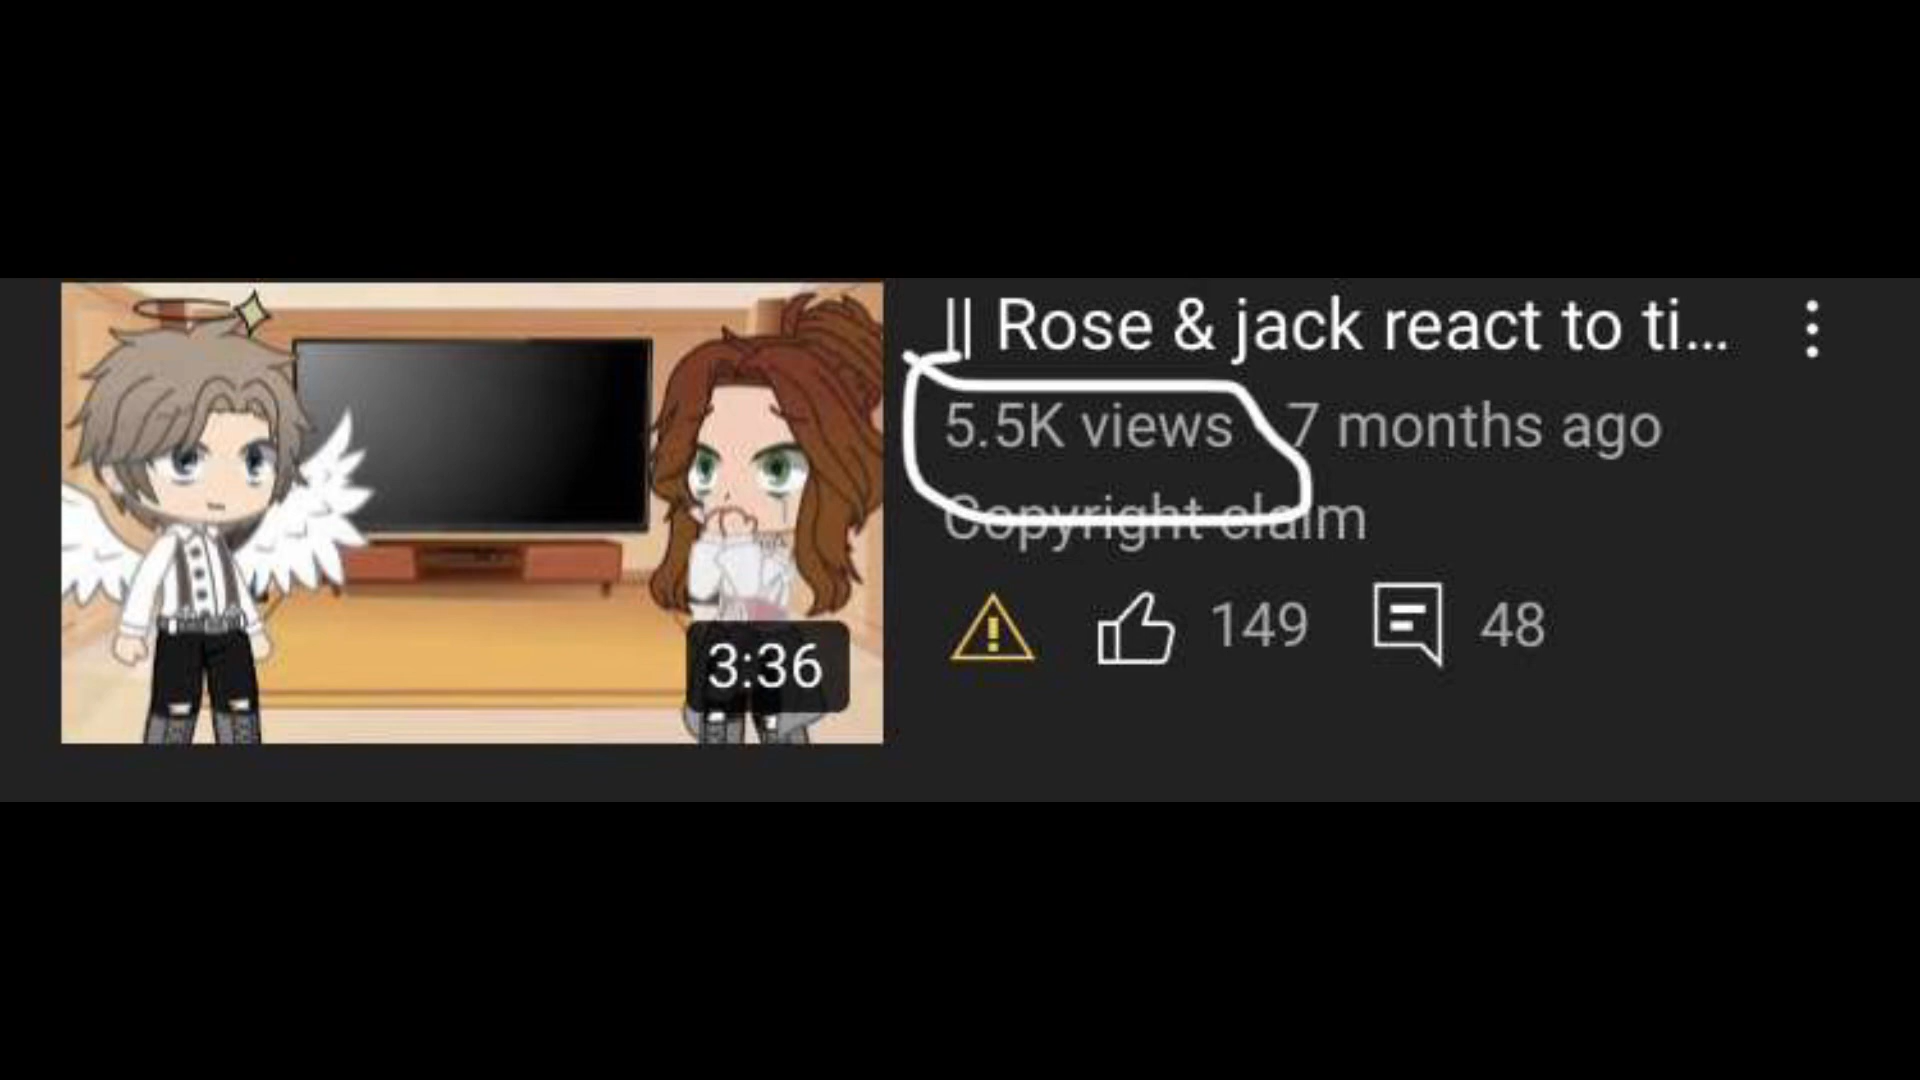 || Rose & jack react to ti...
5.5K views 7 months ago
Copyright claim
149 48
3:36